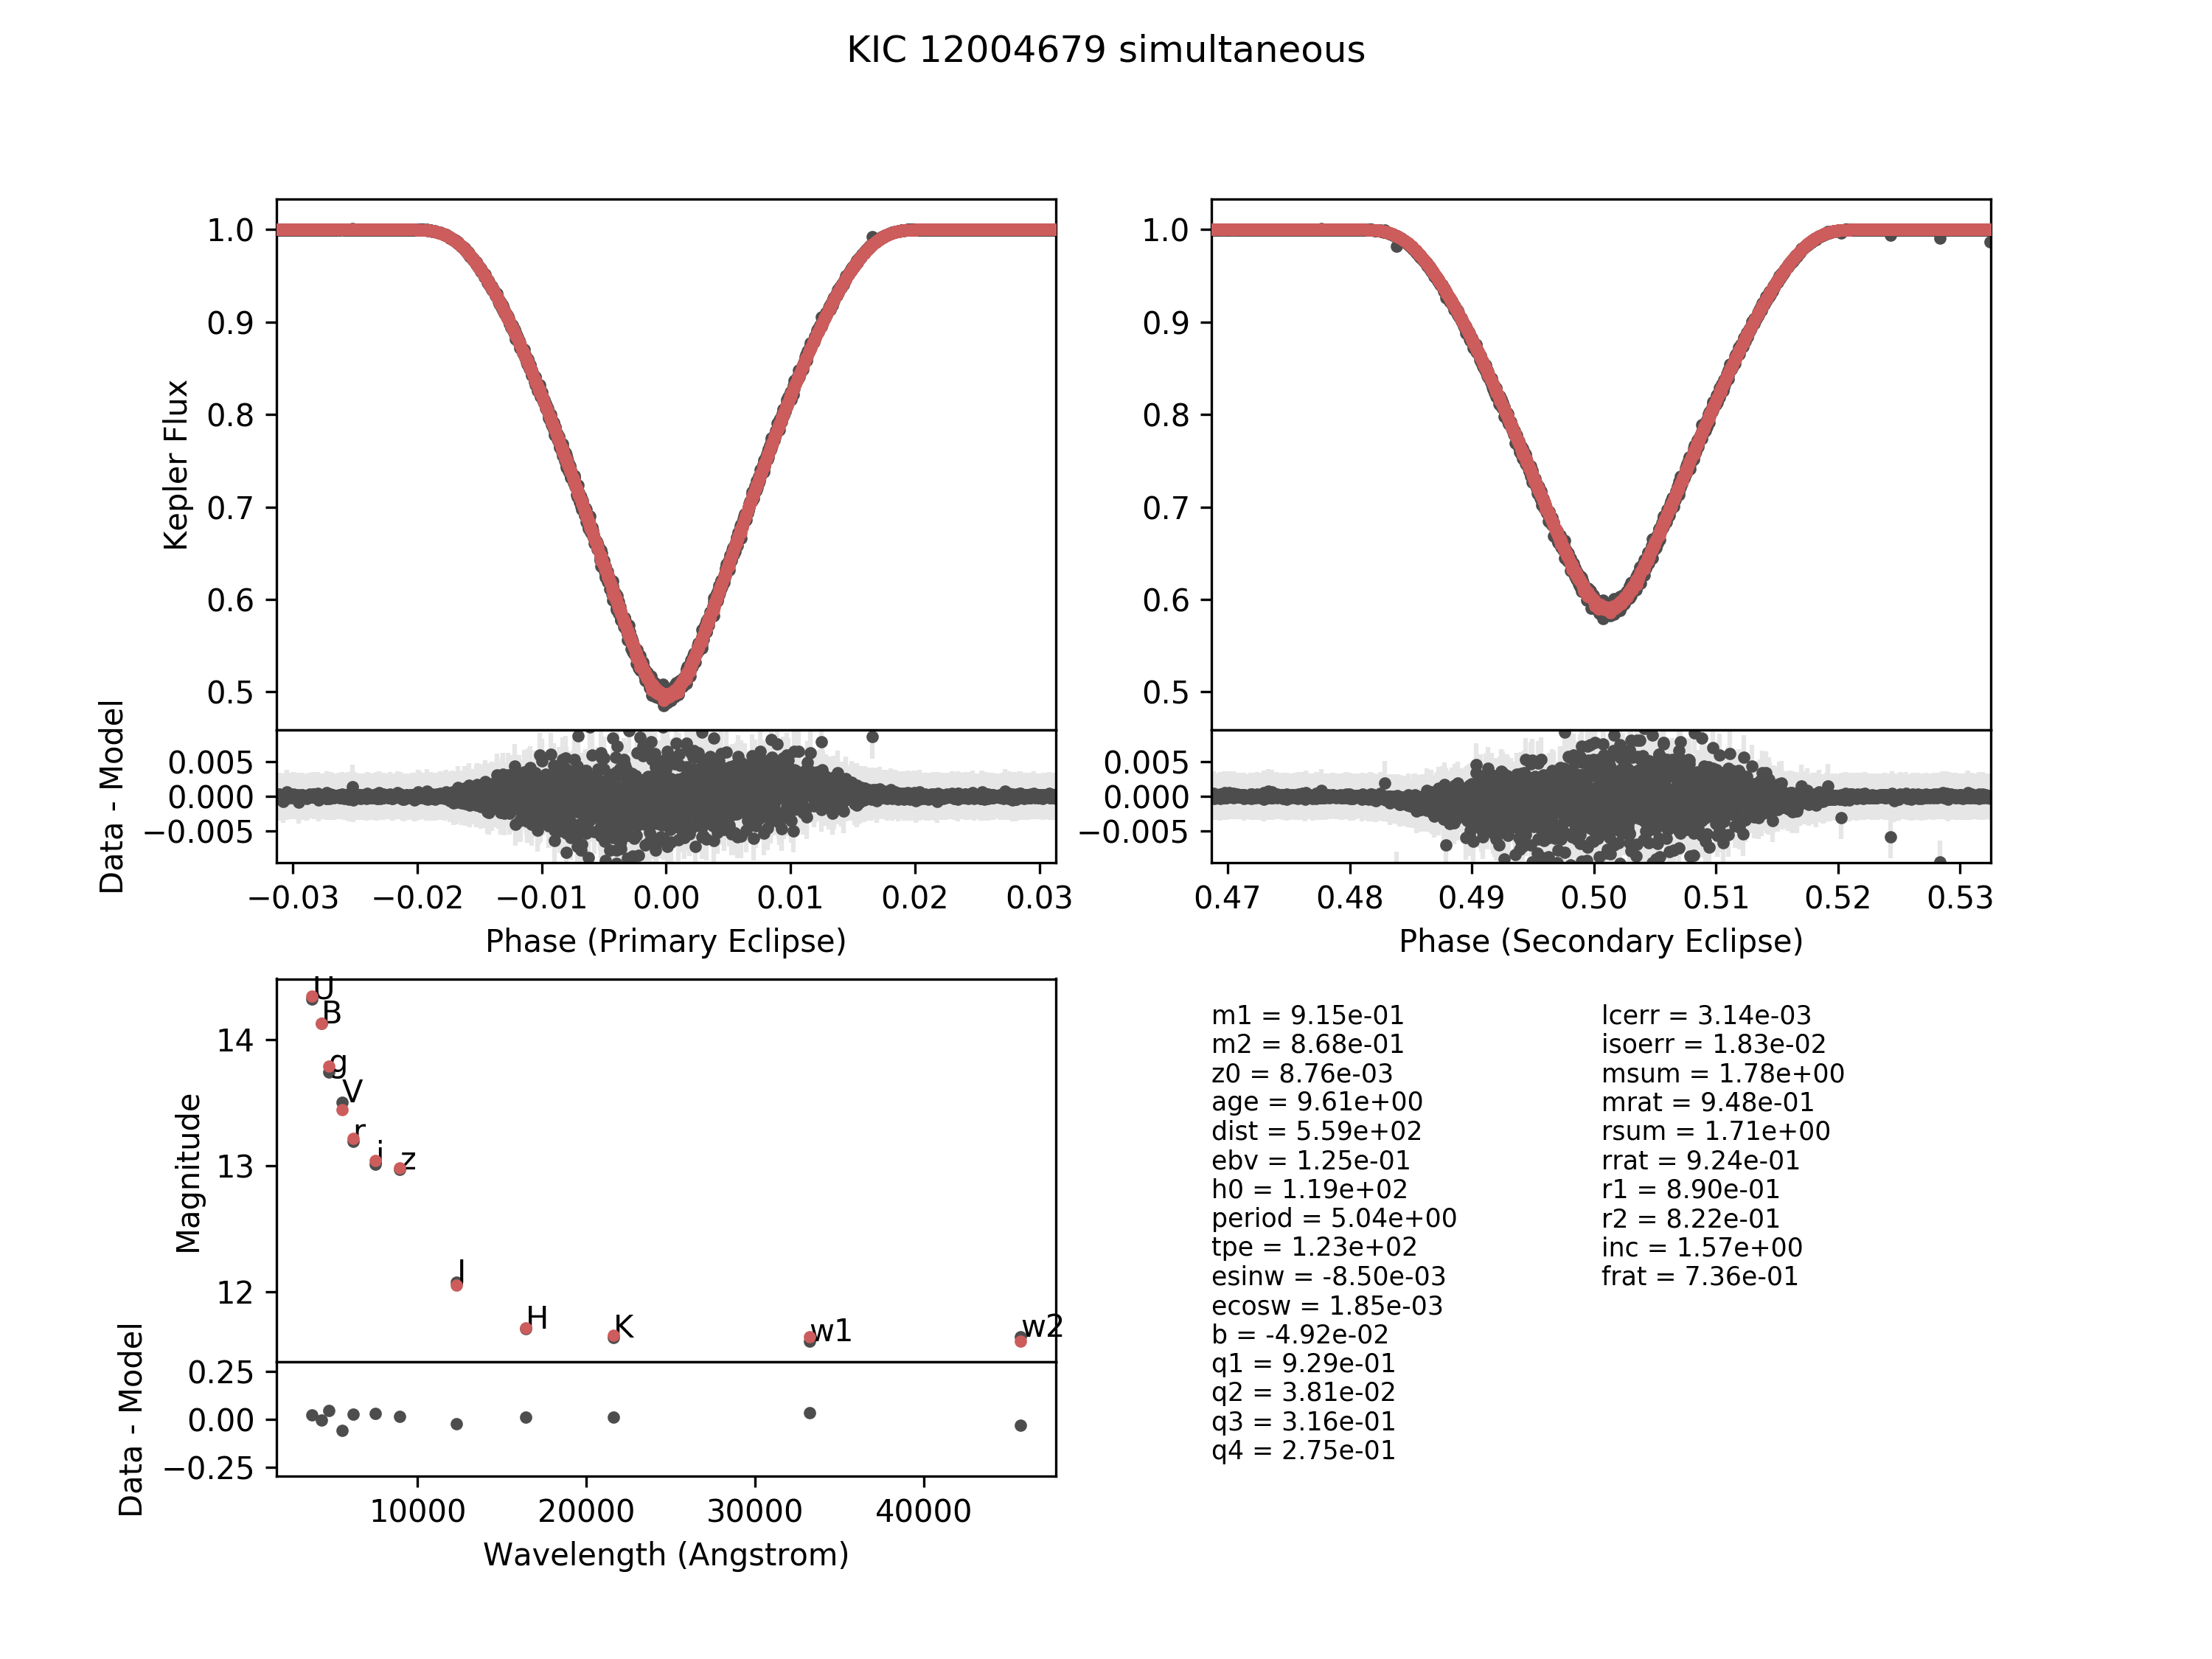 KIC 12004679 simultaneous
1.0
0.9
0.8
0.7
0.6
0.5
Kepler Flux
0.005
0.000
−0.005
Data - Model
−0.03 −0.02 −0.01 0.00 0.01 0.02 0.03
Phase (Primary Eclipse)
1.0
0.9
0.8
0.7
0.6
0.5
0.005
0.000
−0.005
0.47 0.48 0.49 0.50 0.51 0.52 0.53
Phase (Secondary Eclipse)
14
13
12
Magnitude
U
B
g
V
r
i
z
J
H
K
w1
w2
0.25
0.00
−0.25
Data - Model
10000 20000 30000 40000
Wavelength (Angstrom)
m1 = 9.15e-01
m2 = 8.68e-01
z0 = 8.76e-03
age = 9.61e+00
dist = 5.59e+02
ebv = 1.25e-01
h0 = 1.19e+02
period = 5.04e+00
tpe = 1.23e+02
esinw = -8.50e-03
ecosw = 1.85e-03
b = -4.92e-02
q1 = 9.29e-01
q2 = 3.81e-02
q3 = 3.16e-01
q4 = 2.75e-01
lcerr = 3.14e-03
isoerr = 1.83e-02
msum = 1.78e+00
mrat = 9.48e-01
rsum = 1.71e+00
rrat = 9.24e-01
r1 = 8.90e-01
r2 = 8.22e-01
inc = 1.57e+00
frat = 7.36e-01